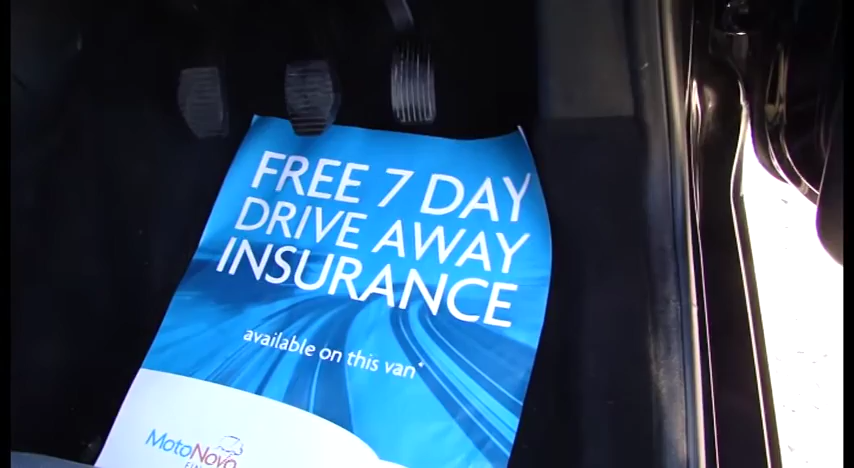 FREE 7 DAY
DRIVE AWAY
INSURANCE
available on this van*
MotoNovo